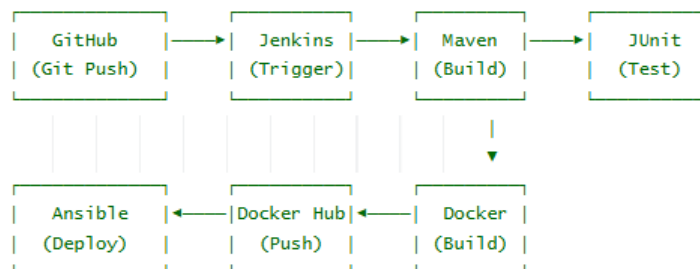 GitHub Jenkins Maven JUnit
(Git Push) (Trigger) (Build) (Test)
Ansible Docker Hub Docker
(Deploy) (Push) (Build)